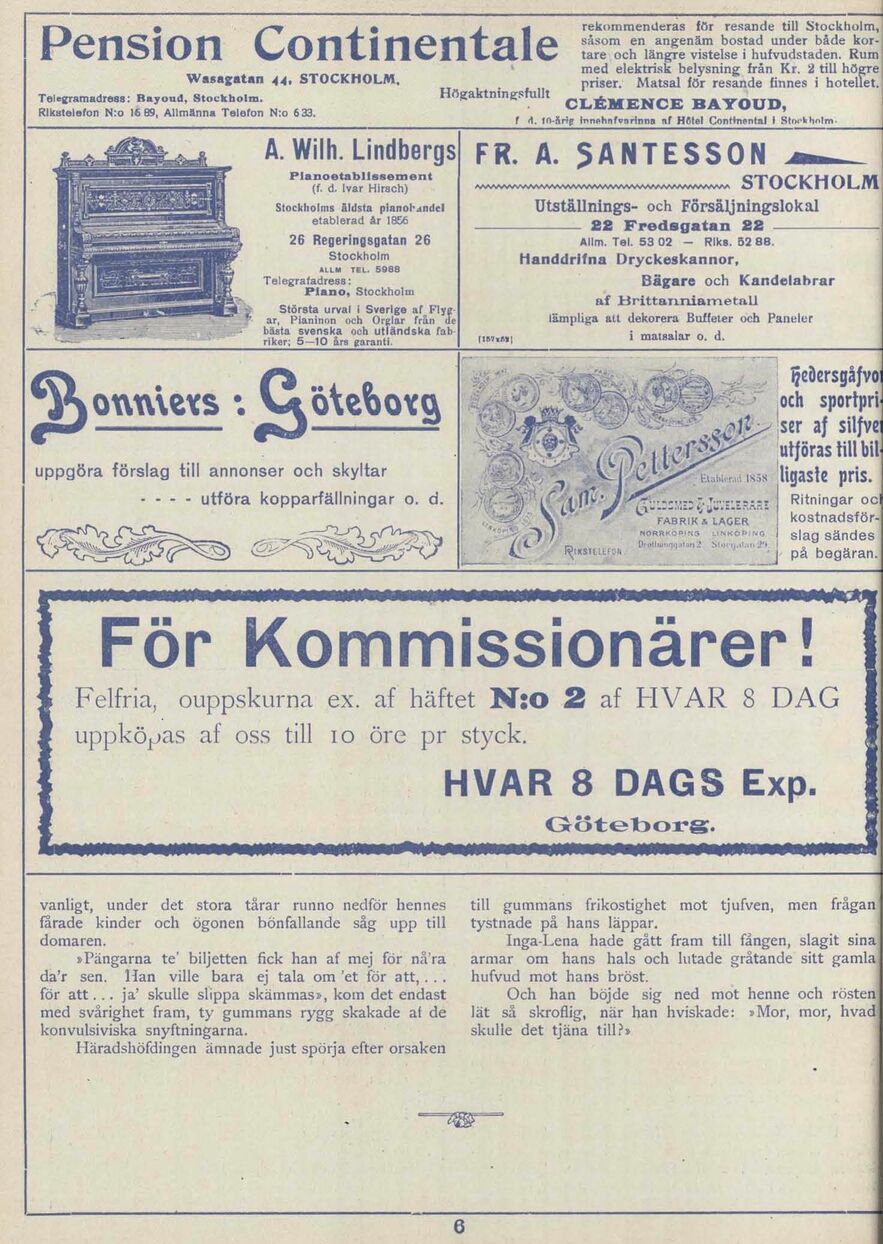 Pension Continentale
Wasagatan 44, STOCKHOLM.
Telegramadress: Bayoud, Stockholm.
Rikstelefon N:o 16 89, Allmänna Telefon N:o 6 33.
rekommenderas för resande till Stockholm,
såsom en angenäm bostad under både kor-
tare och längre vistelse i hufvudstaden. Rum
med elektrisk belysning från Kr. 2 till högre
priser. Matsal för resande finnes i hotellet.
Högaktningsfullt
CLÉMENCE BAYOUD,
f d. 10-årig innehafvarinna af Hôtel Continental i Stockholm.
A. Wilh. Lindbergs
Pianoetablissement
(f. d. Ivar Hirsch)
Stockholms äldsta pianohandel
etablerad år 1856
26 Regeringsgatan 26
Stockholm
ALLM TEL. 5988
Telegrafadress:
Piano, Stockholm
Största urval i Sverige af Flyg-
ar, Pianinon och Orglar från de
bästa svenska och utländska fab-
riker; 5—10 års garanti.
FR. A. SANTESSON
STOCKHOLM
Utställnings- och Försäljningslokal
22 Fredsgatan 22
Allm. Tel. 53 02 — Riks. 52 88.
Handdrifna Dryckeskannor,
Bägare och Kandelabrar
af Brittanniametall
lämpliga att dekorera Buffeter och Paneler
i matsalar o. d.
Bonniers : Göteborg
uppgöra förslag till annonser och skyltar
- - - - utföra kopparfällningar o. d.
Sam. Pettersson
Etablerad 1858
GULDSMED & JUVELERARE
FABRIK & LAGER
NORRKÖPING LINKÖPING
Drottninggatan 2 Storgatan 29
RIKSTELEFON
Hedersgåfvo
och sportpri-
ser af silfver
utföras till bil-
ligaste pris.
Ritningar och
kostnadsför-
slag sändes
på begäran.
För Kommissionärer!
Felfria, ouppskurna ex. af häftet N:o 2 af HVAR 8 DAG
uppköpas af oss till 10 öre pr styck.
HVAR 8 DAGS Exp.
Göteborg.
vanligt, under det stora tårar runno nedför hennes
fårade kinder och ögonen bönfallande såg upp till
domaren.
»Pängarna te' biljetten fick han af mej för nå'ra
da'r sen. Han ville bara ej tala om 'et för att, . . .
för att . . . ja' skulle slippa skämmas», kom det endast
med svårighet fram, ty gummans rygg skakade af de
konvulsiviska snyftningarna.
Häradshöfdingen ämnade just spörja efter orsaken
till gummans frikostighet mot tjufven, men frågan
tystnade på hans läppar.
Inga-Lena hade gått fram till fången, slagit sina
armar om hans hals och lutade gråtande sitt gamla
hufvud mot hans bröst.
Och han böjde sig ned mot henne och rösten
lät så skroflig, när han hviskade: »Mor, mor, hvad
skulle det tjäna till?»
6